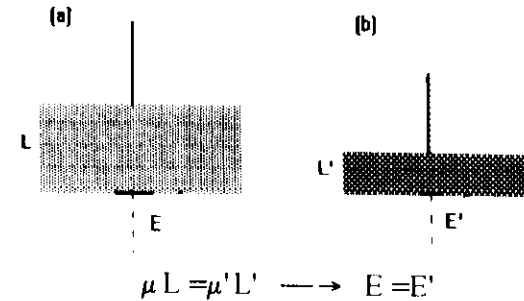 (a)
(b)
L
L'
E
E'
μ L =μ' L' ⟶ E =E'